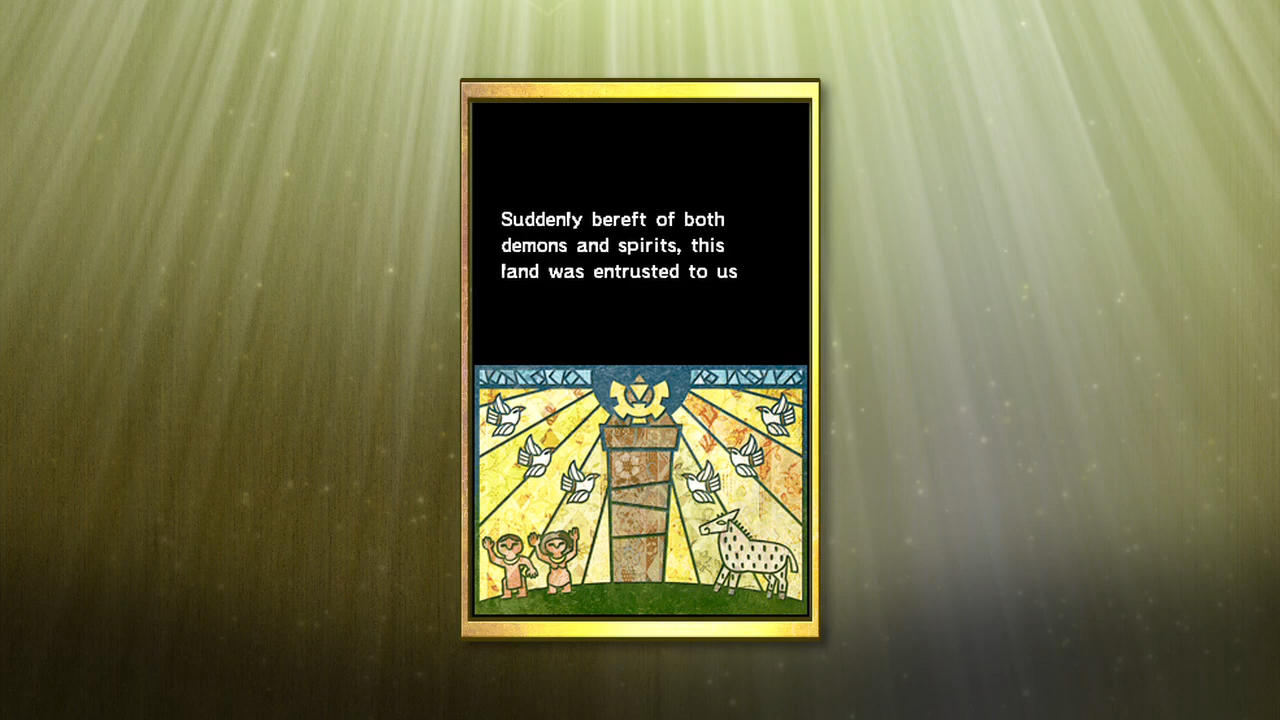 Suddenly bereft of both
demons and spirits, this
land was entrusted to us